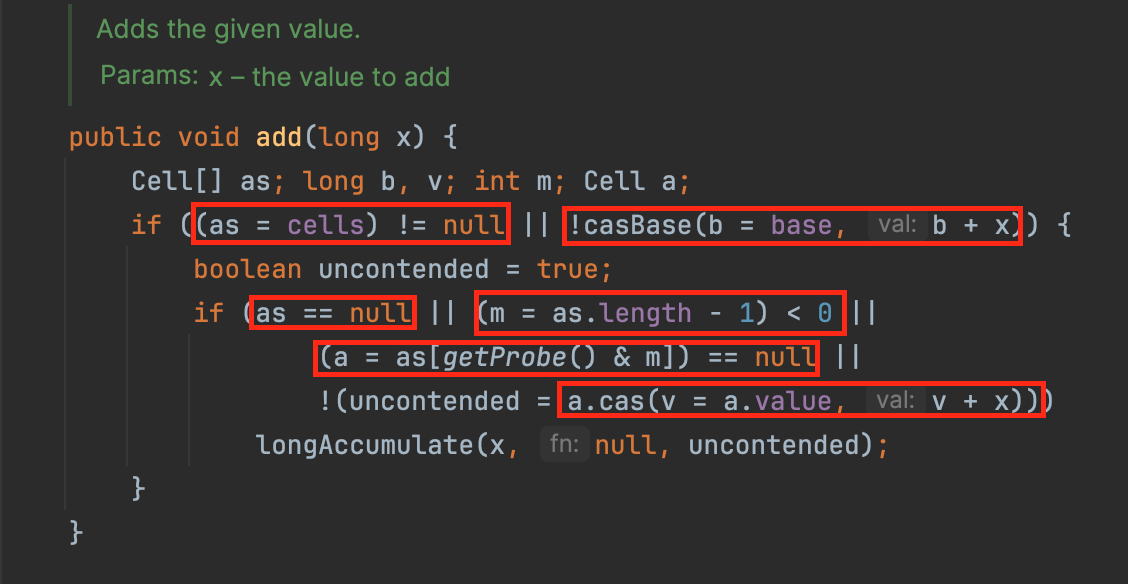 Adds the given value.
Params: x – the value to add
public void add(long x) {
Cell[] as; long b, v; int m; Cell a;
if ((as = cells) != null || !casBase(b = base, val: b + x)) {
boolean uncontended = true;
if (as == null || (m = as.length - 1) < 0 ||
(a = as[getProbe() & m]) == null ||
!(uncontended = a.cas(v = a.value, val: v + x)))
longAccumulate(x, fn: null, uncontended);
}
}